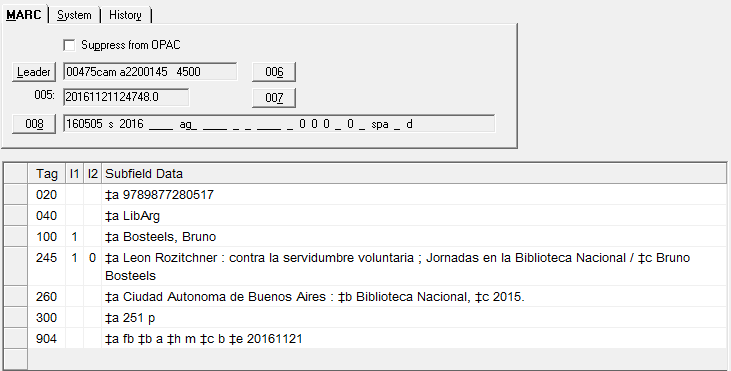 MARC System History
Suppress from OPAC
Leader 00475cam a2200145 4500 006
005: 20161121124748.0 007
008 160505 s 2016 ____ ag_ ____ _ _ ____ _ 0 0 0 _ 0 _ spa _ d
Tag I1 I2 Subfield Data
020 ‡a 9789877280517
040 ‡a LibArg
100 1 ‡a Bosteels, Bruno
245 1 0 ‡a Leon Rozitchner : contra la servidumbre voluntaria ; Jornadas en la Biblioteca Nacional / ‡c Bruno
Bosteels
260 ‡a Ciudad Autonoma de Buenos Aires : ‡b Biblioteca Nacional, ‡c 2015.
300 ‡a 251 p
904 ‡a fb ‡b a ‡h m ‡c b ‡e 20161121